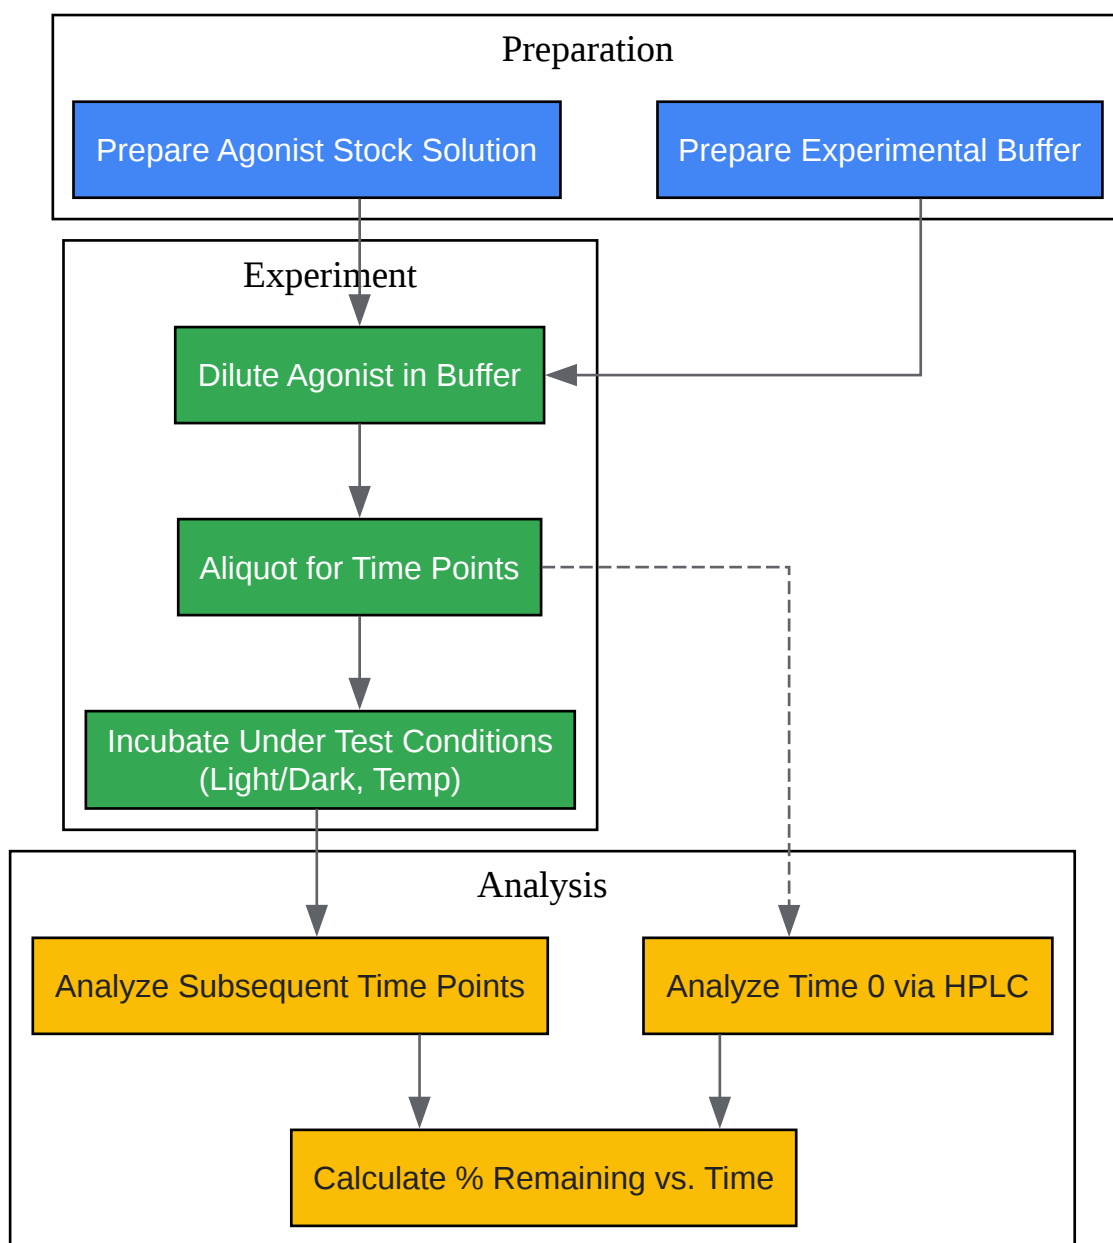 Preparation
Prepare Agonist Stock Solution
Prepare Experimental Buffer
Experiment
Dilute Agonist in Buffer
Aliquot for Time Points
Incubate Under Test Conditions
(Light/Dark, Temp)
Analysis
Analyze Subsequent Time Points
Analyze Time 0 via HPLC
Calculate % Remaining vs. Time